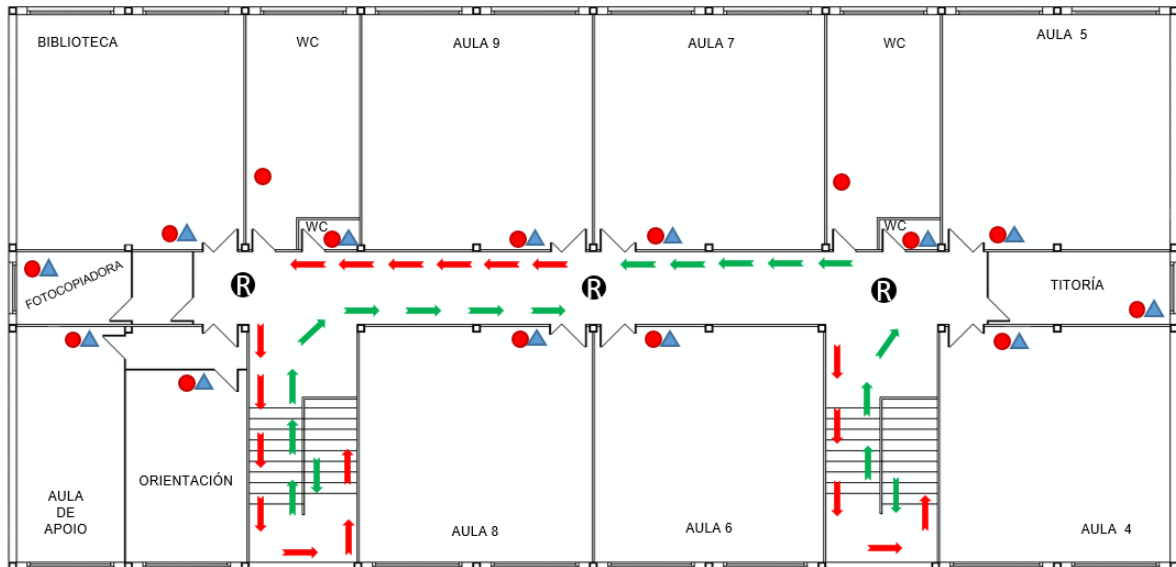 BIBLIOTECA
WC
AULA 9
AULA 7
WC
AULA 5
WC
WC
FOTOCOPIADORA
R
R
R
TITORÍA
AULA
DE
APOIO
ORIENTACIÓN
AULA 8
AULA 6
AULA 4